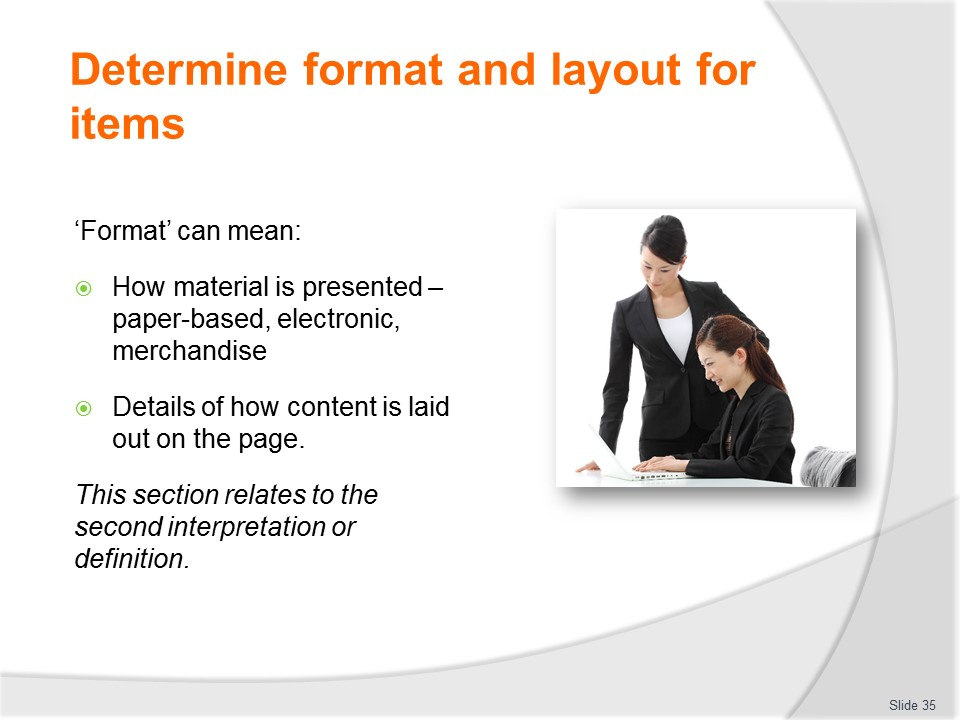 Determine format and layout for
items
‘Format’ can mean:
How material is presented –
paper-based, electronic,
merchandise
Details of how content is laid
out on the page.
This section relates to the
second interpretation or
definition.
Slide 35